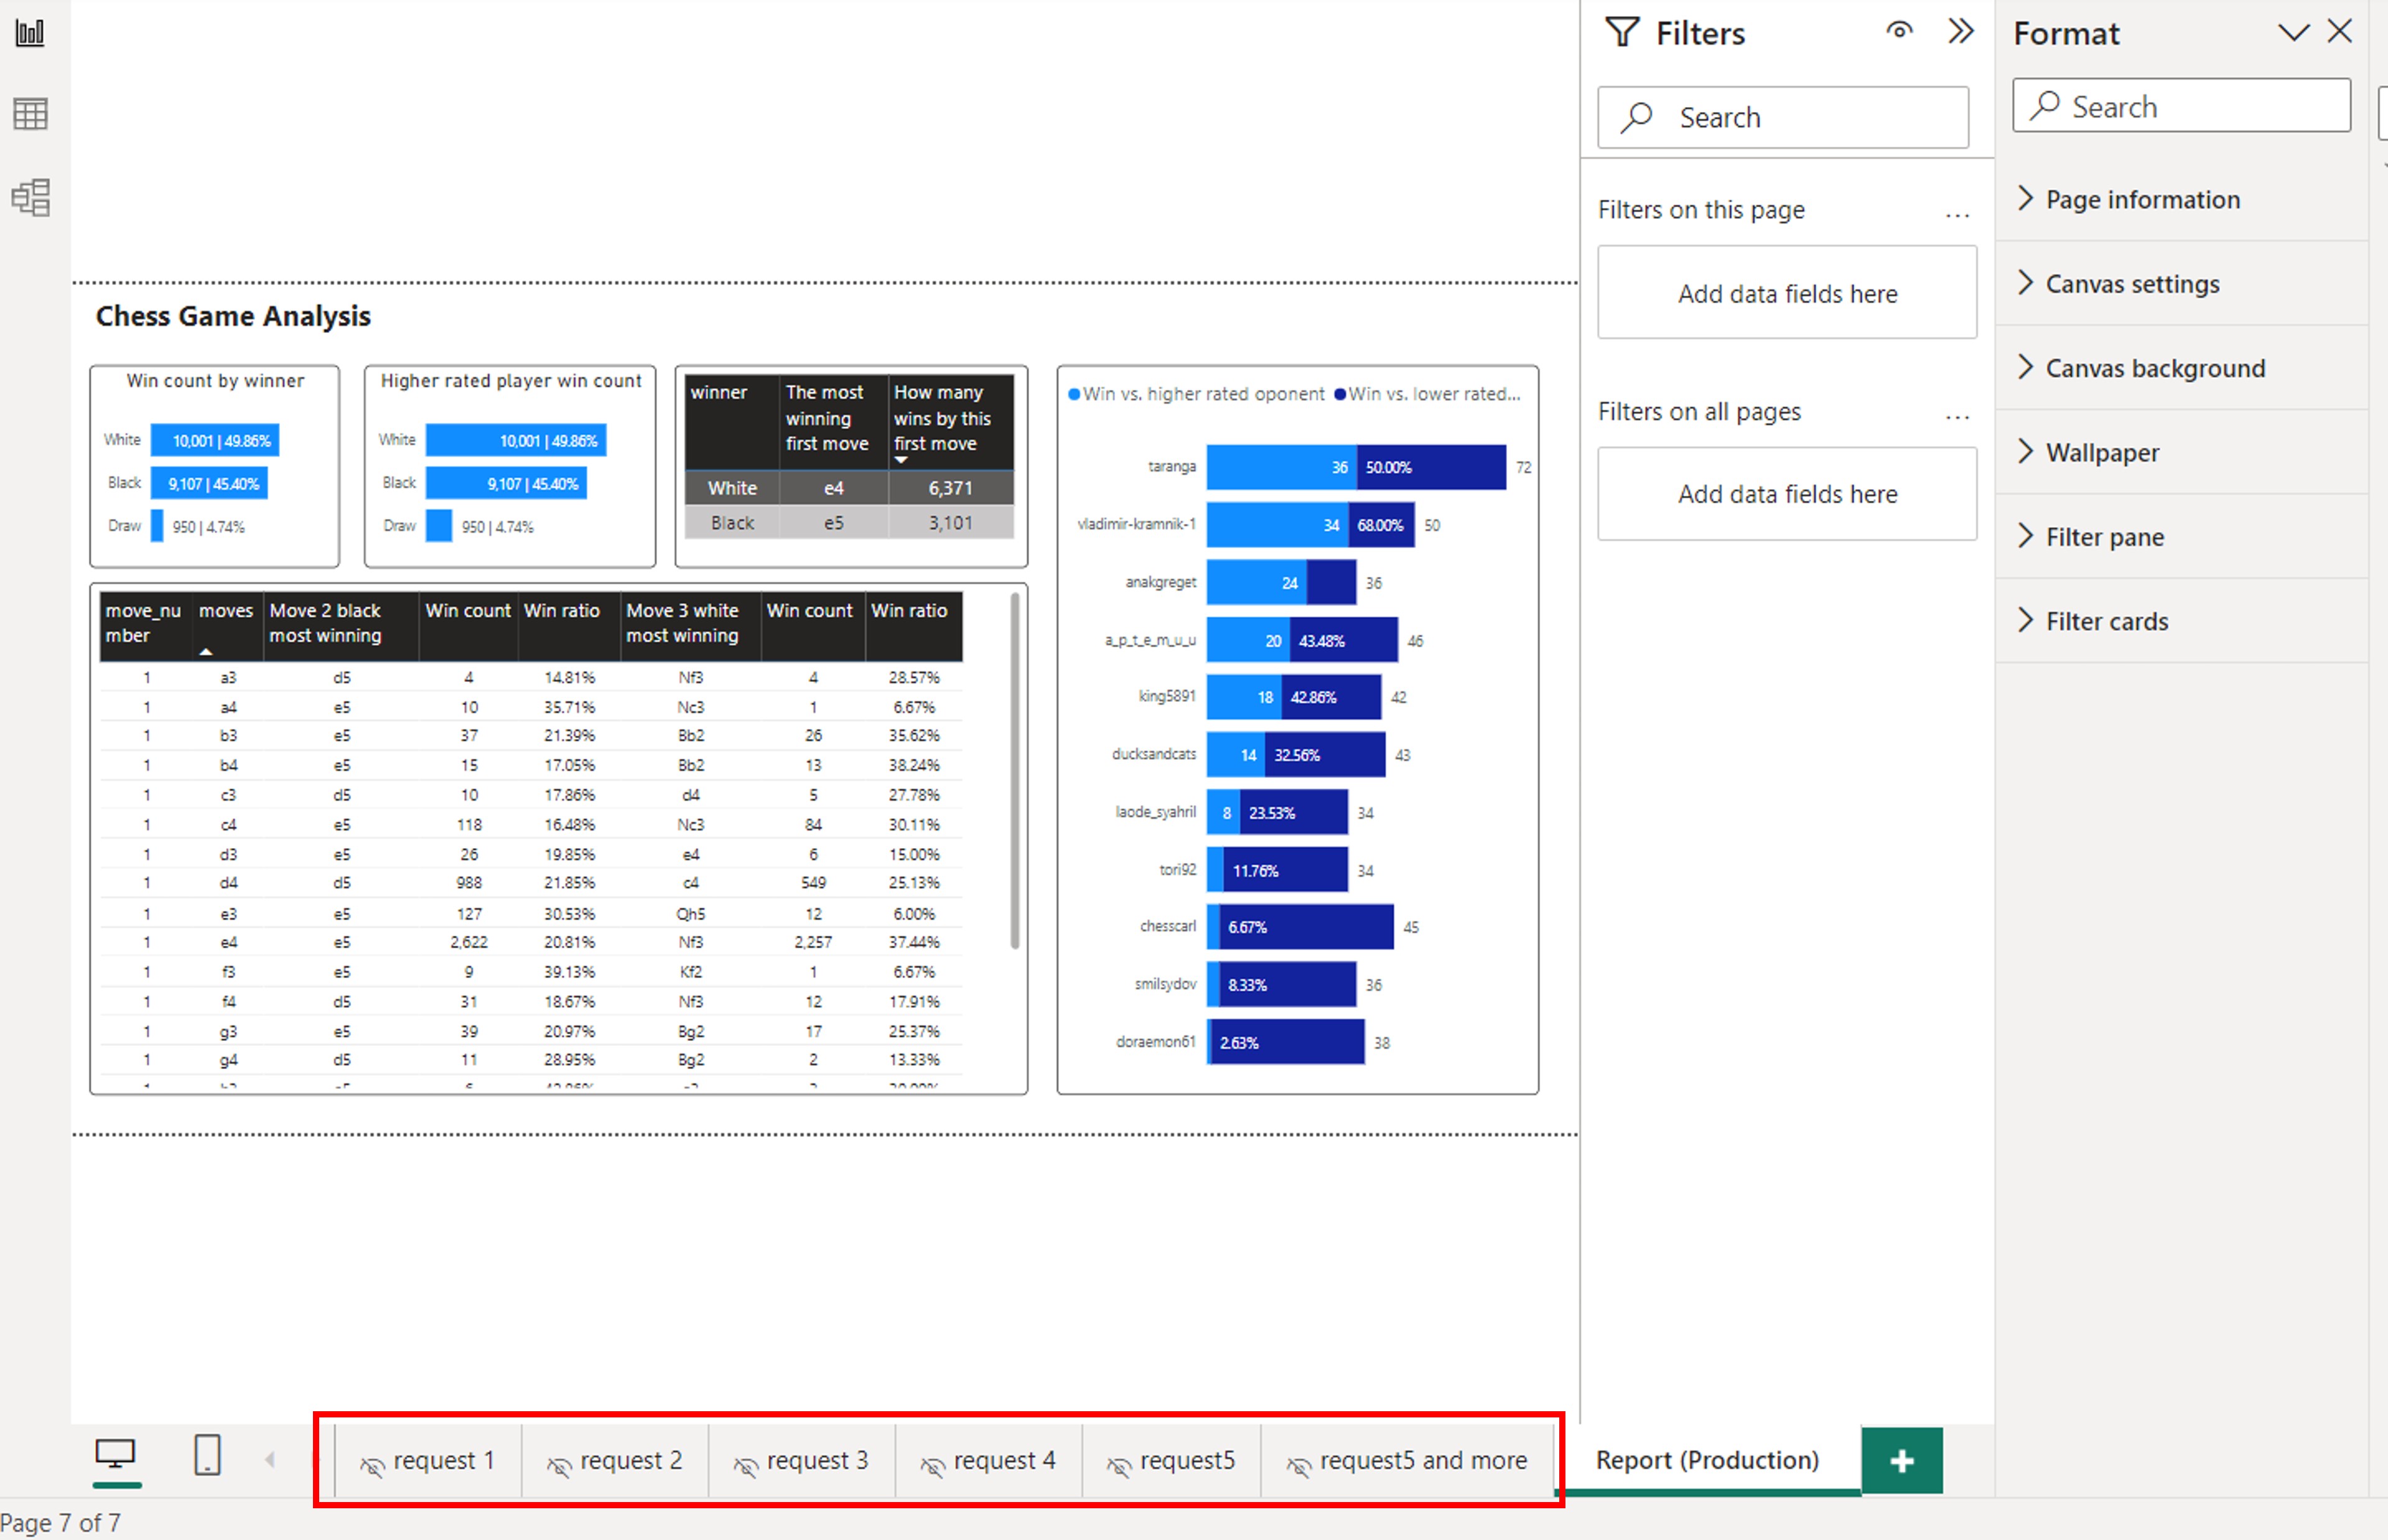 Filters
Search
Filters on this page
...
Add data fields here
Filters on all pages
...
Add data fields here
Format
Search
Page information
Canvas settings
Canvas background
Wallpaper
Filter pane
Filter cards
Chess Game Analysis
Win count by winner
White 10,001 | 49.86%
Black 9,107 | 45.40%
Draw 950 | 4.74%
Higher rated player win count
White 10,001 | 49.86%
Black 9,107 | 45.40%
Draw 950 | 4.74%
winner The most winning first move How many wins by this first move
White e4 6,371
Black e5 3,101
Win vs. higher rated oponent Win vs. lower rated...
taranga 36 50.00% 72
vladimir-kramnik-1 34 68.00% 50
anakgreget 24 36
a_p_t_e_m_u_u 20 43.48% 46
king5891 18 42.86% 42
ducksandcats 14 32.56% 43
laode_syahril 8 23.53% 34
tori92 11.76% 34
chesscarl 6.67% 45
smilsydov 8.33% 36
doraemon61 2.63% 38
move_number moves Move 2 black most winning Win count Win ratio Move 3 white most winning Win count Win ratio
1 a3 d5 4 14.81% Nf3 4 28.57%
1 a4 e5 10 35.71% Nc3 1 6.67%
1 b3 e5 37 21.39% Bb2 26 35.62%
1 b4 e5 15 17.05% Bb2 13 38.24%
1 c3 d5 10 17.86% d4 5 27.78%
1 c4 e5 118 16.48% Nc3 84 30.11%
1 d3 e5 26 19.85% e4 6 15.00%
1 d4 d5 988 21.85% c4 549 25.13%
1 e3 e5 127 30.53% Qh5 12 6.00%
1 e4 e5 2,622 20.81% Nf3 2,257 37.44%
1 f3 e5 9 39.13% Kf2 1 6.67%
1 f4 d5 31 18.67% Nf3 12 17.91%
1 g3 e5 39 20.97% Bg2 17 25.37%
1 g4 d5 11 28.95% Bg2 2 13.33%
request 1
request 2
request 3
request 4
request5
request5 and more
Report (Production)
Page 7 of 7